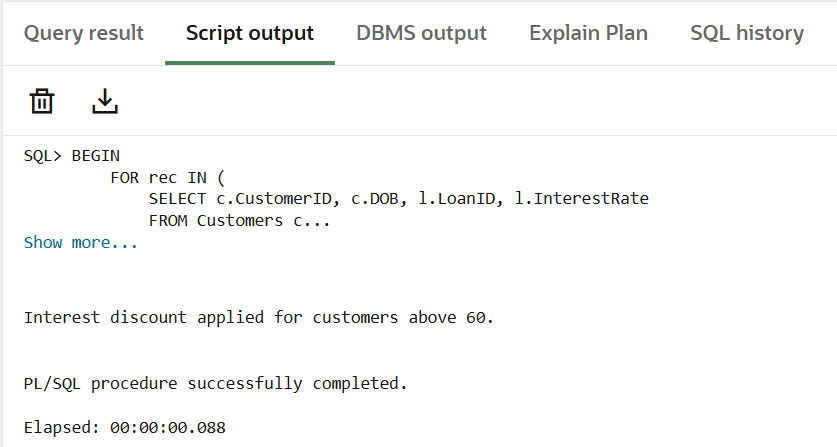 Query result Script output DBMS output Explain Plan SQL history
SQL> BEGIN
FOR rec IN (
SELECT c.CustomerID, c.DOB, l.LoanID, l.InterestRate
FROM Customers c...
Show more...
Interest discount applied for customers above 60.
PL/SQL procedure successfully completed.
Elapsed: 00:00:00.088